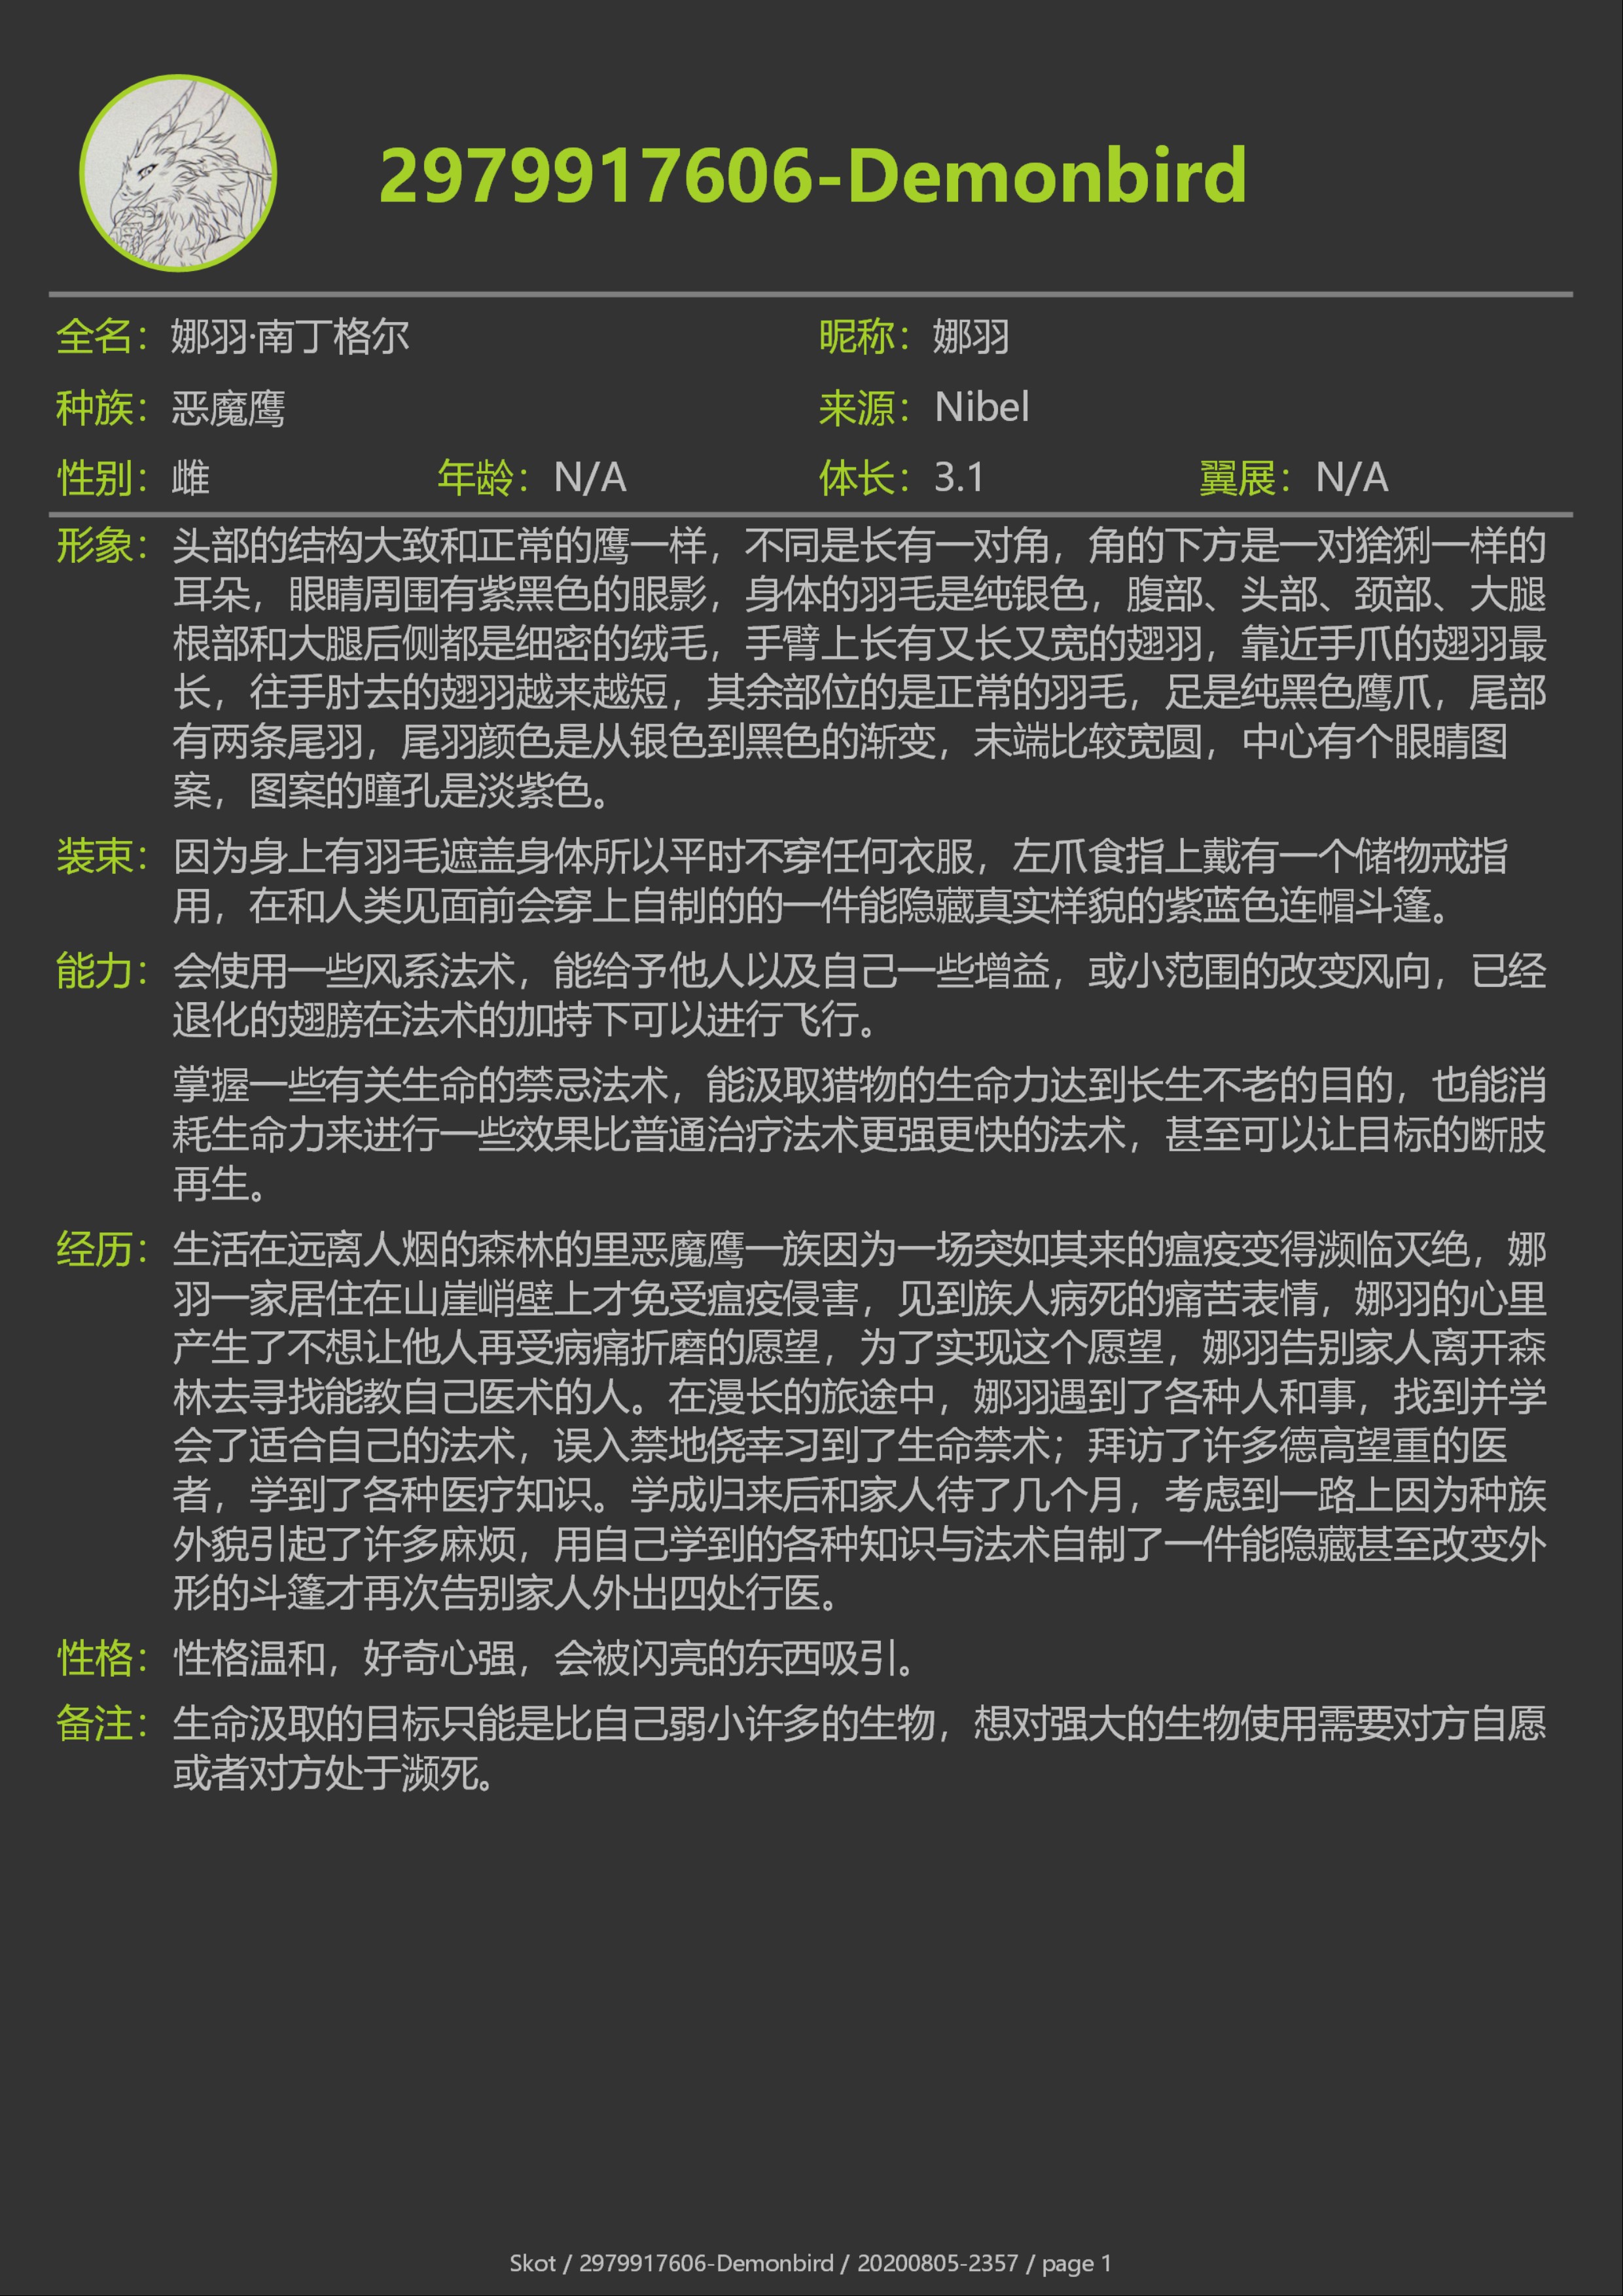 2979917606-Demonbird
全名：娜羽·南丁格尔 昵称：娜羽
种族：恶魔鹰 来源：Nibel
性别：雌 年龄：N/A 体长：3.1 翼展：N/A
形象：头部的结构大致和正常的鹰一样，不同是长有一对角，角的下方是一对猞猁一样的
耳朵，眼睛周围有紫黑色的眼影，身体的羽毛是纯银色，腹部、头部、颈部、大腿
根部和大腿后侧都是细密的绒毛，手臂上长有又长又宽的翅羽，靠近手爪的翅羽最
长，往手肘去的翅羽越来越短，其余部位的是正常的羽毛，足是纯黑色鹰爪，尾部
有两条尾羽，尾羽颜色是从银色到黑色的渐变，末端比较宽圆，中心有个眼睛图
案，图案的瞳孔是淡紫色。
装束：因为身上有羽毛遮盖身体所以平时不穿任何衣服，左爪食指上戴有一个储物戒指
用，在和人类见面前会穿上自制的的一件能隐藏真实样貌的紫蓝色连帽斗篷。
能力：会使用一些风系法术，能给予他人以及自己一些增益，或小范围的改变风向，已经
退化的翅膀在法术的加持下可以进行飞行。
掌握一些有关生命的禁忌法术，能汲取猎物的生命力达到长生不老的目的，也能消
耗生命力来进行一些效果比普通治疗法术更强更快的法术，甚至可以让目标的断肢
再生。
经历：生活在远离人烟的森林的里恶魔鹰一族因为一场突如其来的瘟疫变得濒临灭绝，娜
羽一家居住在山崖峭壁上才免受瘟疫侵害，见到族人病死的痛苦表情，娜羽的心里
产生了不想让他人再受病痛折磨的愿望，为了实现这个愿望，娜羽告别家人离开森
林去寻找能教自己医术的人。在漫长的旅途中，娜羽遇到了各种人和事，找到并学
会了适合自己的法术，误入禁地侥幸习到了生命禁术；拜访了许多德高望重的医
者，学到了各种医疗知识。学成归来后和家人待了几个月，考虑到一路上因为种族
外貌引起了许多麻烦，用自己学到的各种知识与法术自制了一件能隐藏甚至改变外
形的斗篷才再次告别家人外出四处行医。
性格：性格温和，好奇心强，会被闪亮的东西吸引。
备注：生命汲取的目标只能是比自己弱小许多的生物，想对强大的生物使用需要对方自愿
或者对方处于濒死。
Skot / 2979917606-Demonbird / 20200805-2357 / page 1